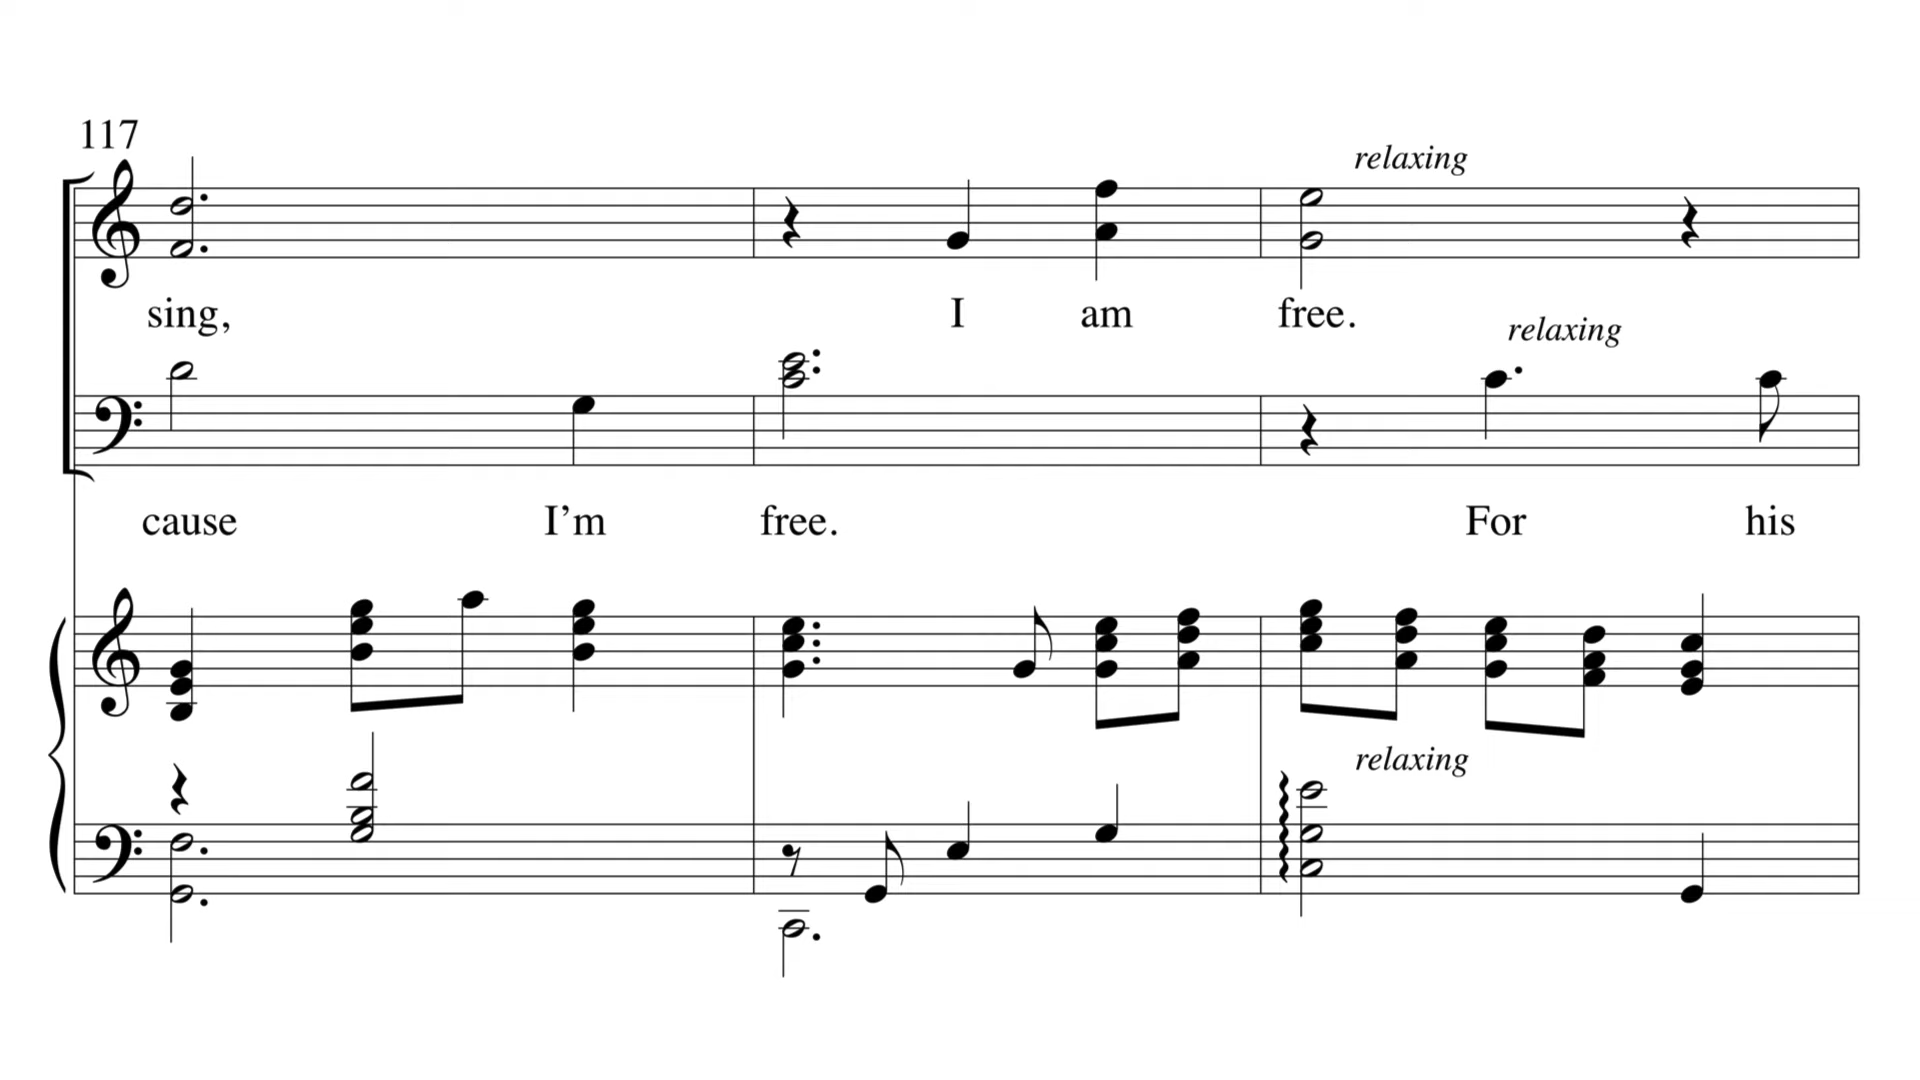 117
relaxing
sing, I am free.
relaxing
cause I’m free. For his
relaxing